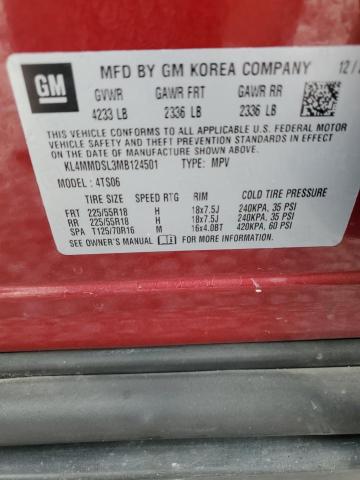 GM MFD BY GM KOREA COMPANY 12/
GVWR GAWR FRT GAWR RR
4233 LB 2336 LB 2336 LB
THIS VEHICLE CONFORMS TO ALL APPLICABLE U.S. FEDERAL MOTOR
VEHICLE SAFETY AND THEFT PREVENTION STANDARDS IN EFFECT ON
THE DATE OF MANUFACTURE SHOWN ABOVE.
KL4MMDSL3MB124501 TYPE: MPV
MODEL: 4TS06
TIRE SIZE SPEED RTG RIM COLD TIRE PRESSURE
FRT 225/55R18 H 18x7.5J 240KPA, 35 PSI
RR 225/55R18 H 18x7.5J 240KPA, 35 PSI
SPA T125/70R16 M 16x4.0BT 420KPA, 60 PSI
SEE OWNER'S MANUAL FOR ADDITIONAL INFORMATION